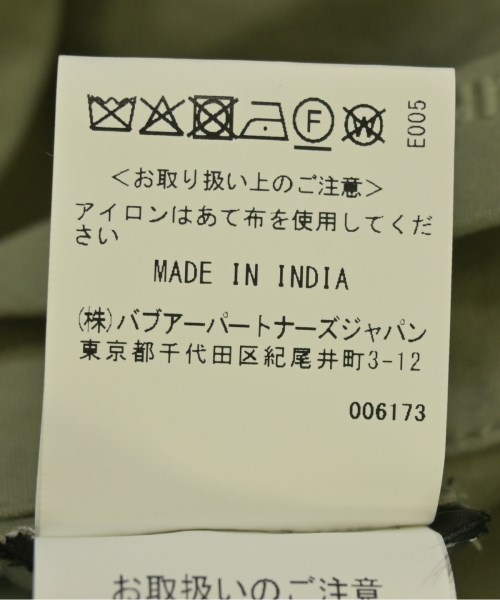 F W E005
＜お取り扱い上のご注意＞
アイロンはあて布を使用してくだ
さい
MADE IN INDIA
(株)バブアーパートナーズジャパン
東京都千代田区紀尾井町3-12
006173
お取扱いのご注意